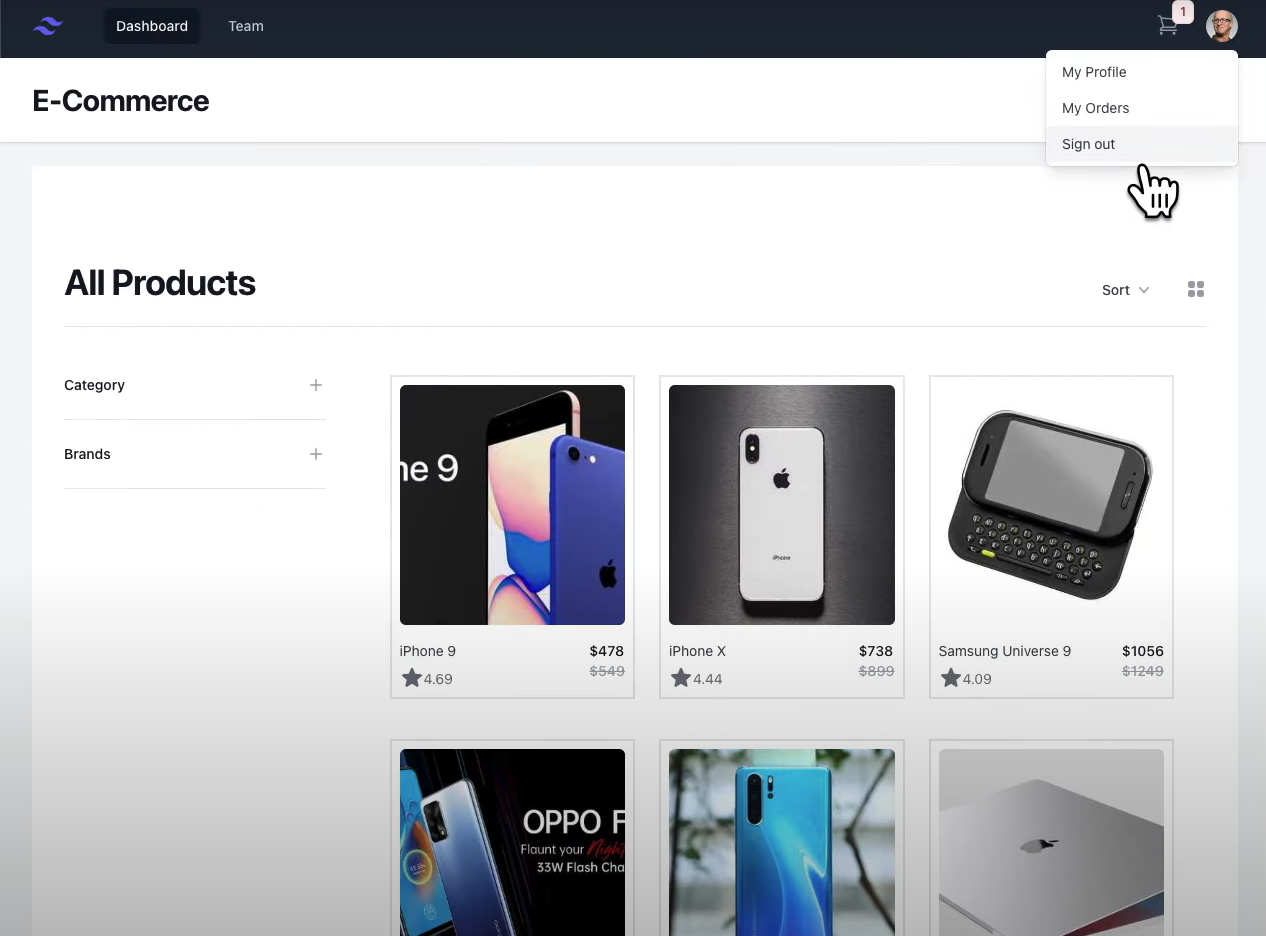 Dashboard
Team
1
My Profile
My Orders
Sign out
E-Commerce
All Products
Sort
Category
Brands
ne 9
iPhone
iPhone 9
$478
$549
4.69
iPhone X
$738
$899
4.44
Samsung Universe 9
$1056
$1249
4.09
OPPO F
Flaunt your Night
33W Flash Cha